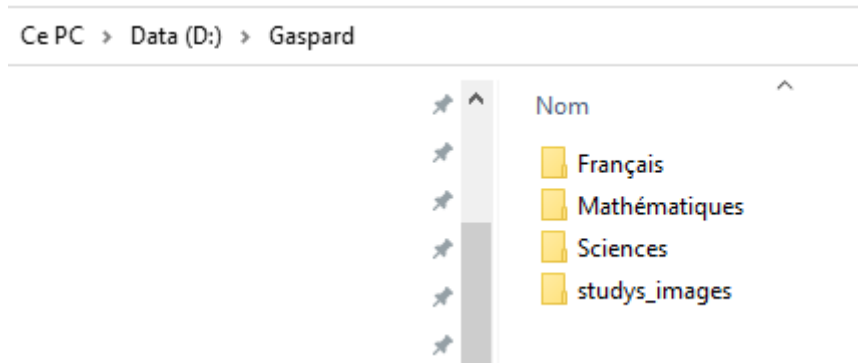 Ce PC > Data (D:) > Gaspard
Nom
Français
Mathématiques
Sciences
studys_images